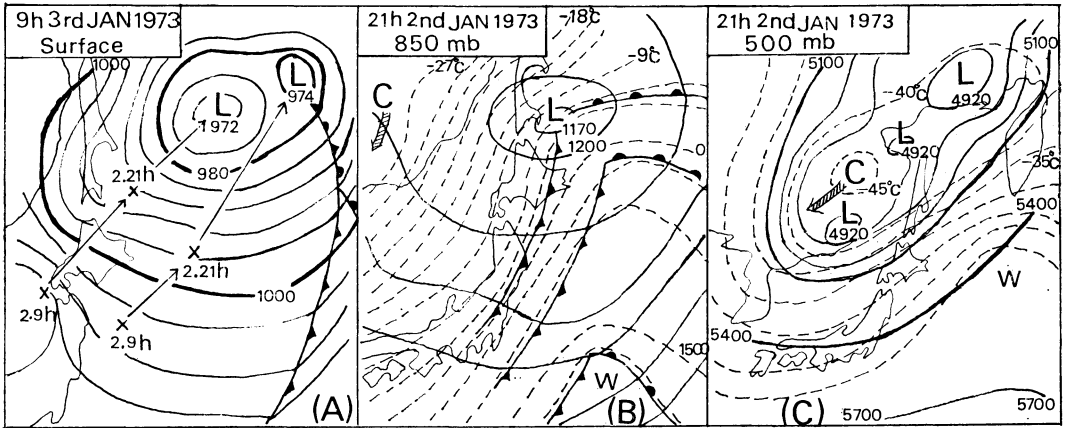 9h 3rd JAN 1973
Surface
1000
L
1972
L
974
980
2.21h
2.21h
1000
2.9h
2.9h
(A)
21h 2nd JAN 1973
850 mb
-18°C
-27°C
-9°C
C
L
1170
1200
-0
1500
W
(B)
21h 2nd JAN 1973
500 mb
5100
5100
L
4920
-40°C
L
4920
-35°C
C
-45°C
L
4920
5400
W
5400
5700
5700
(C)